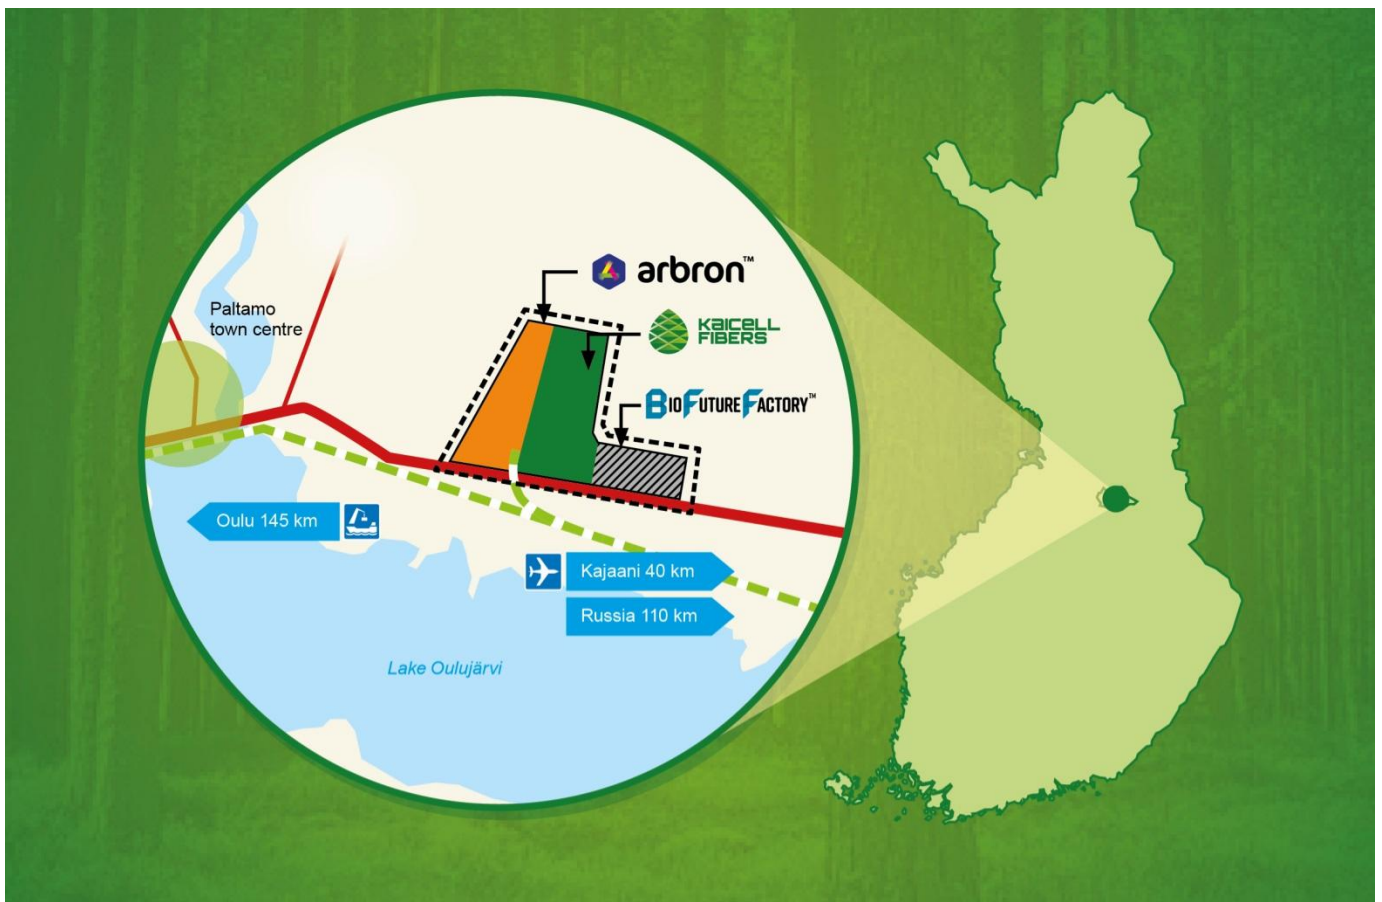 arbron™
Paltamo
town centre
KAICELL
FIBERS
BIOFUTUREFACTORY™
Oulu 145 km
Kajaani 40 km
Russia 110 km
Lake Oulujärvi